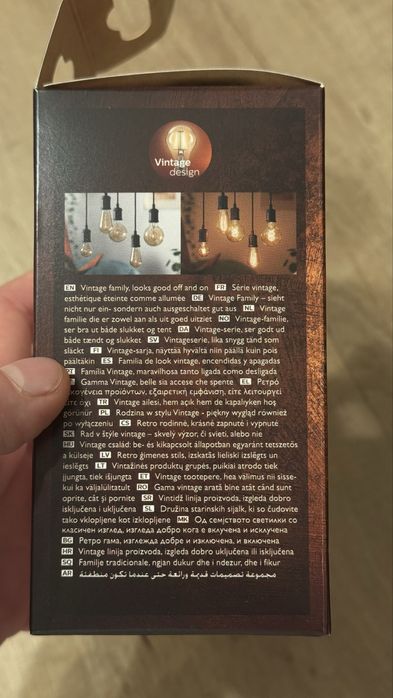 Vintage
design
EN Vintage family, looks good off and on FR Série vintage,
esthétique éteinte comme allumée DE Vintage Family – sieht
nicht nur ein- sondern auch ausgeschaltet gut aus NL Vintage
familie die er zowel aan als uit goed uitziet NO Vintage-familie,
ser bra ut både slukket og tent DA Vintage-serie, ser godt ud
både tændt og slukket SV Vintageserie, lika snygg tänd som
släckt FI Vintage-sarja, näyttää hyvältä niin päällä kuin pois
päältäkin ES Familia de look vintage, encendidas y apagadas
PT Familia Vintage, maravilhosa tanto ligada como desligada
Gamma Vintage, belle sia accese che spente EL Ρετρό
οικογένεια προϊόντων, εξαιρετική εμφάνιση, είτε λειτουργεί
είτε όχι TR Vintage ailesi, hem açık hem de kapalıyken hoş
görünür PL Rodzina w stylu Vintage - piękny wygląd również
po wyłączeniu CS Retro rodinné, krásné zapnuté i vypnuté
SK Rad v štýle vintage – skvelý výzor, či svieti, alebo nie
HU Vintage család: be- és kikapcsolt állapotban egyaránt tetszetős
a külseje LV Retro ģimenes stils, izskatās lieliski izslēgts un
ieslēgts LT Vintažinės produktų grupės, puikiai atrodo tiek
įjungta, tiek išjungta ET Vintage tootepere, hea välimus nii sisse-
kui ka väljalülitatult RO Gama vintage arată bine atât când sunt
oprite, cât și pornite SR Vintidž linija proizvoda, izgleda dobro
isključena i uključena SL Družina starinskih sijalk, ki so čudovite
tako vklopljene kot izklopljene MK Од семството светилки со
класичен изглед, изгледа добро кога е вклучена и исклучена
BG Ретро гама, изглежда добре и изключена, и включена
HR Vintage linija proizvoda, izgleda dobro uključena ili isključena
SQ Familje tradicionale, ngjan dukur dhe i ndezur, dhe i fikur
AR مجموعة تصميمات قديمة ورائعة حتى عندما تكون منطفئة